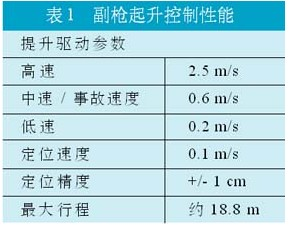 表1 副枪起升控制性能
提升驱动参数
高速 2.5 m/s
中速 / 事故速度 0.6 m/s
低速 0.2 m/s
定位速度 0.1 m/s
定位精度 +/- 1 cm
最大行程 约 18.8 m